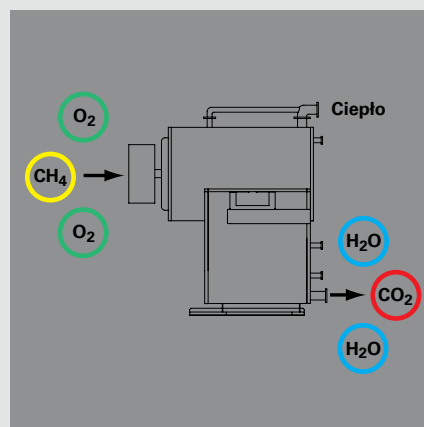 O₂
Ciepło
CH₄
O₂
H₂O
CO₂
H₂O